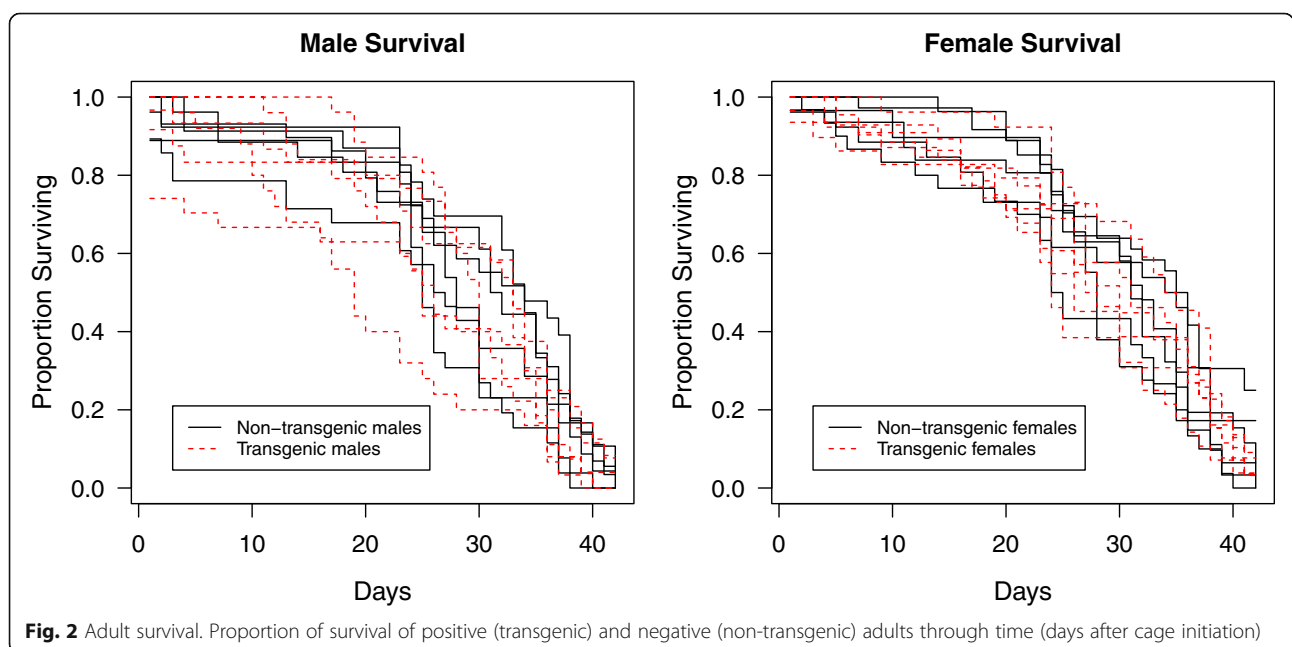 Male Survival
Female Survival
Proportion Surviving
1.0
0.8
0.6
0.4
0.2
0.0
Non-transgenic males
Transgenic males
0
10
20
30
40
Days
Proportion Surviving
1.0
0.8
0.6
0.4
0.2
0.0
Non-transgenic females
Transgenic females
0
10
20
30
40
Days
Fig. 2 Adult survival. Proportion of survival of positive (transgenic) and negative (non-transgenic) adults through time (days after cage initiation)